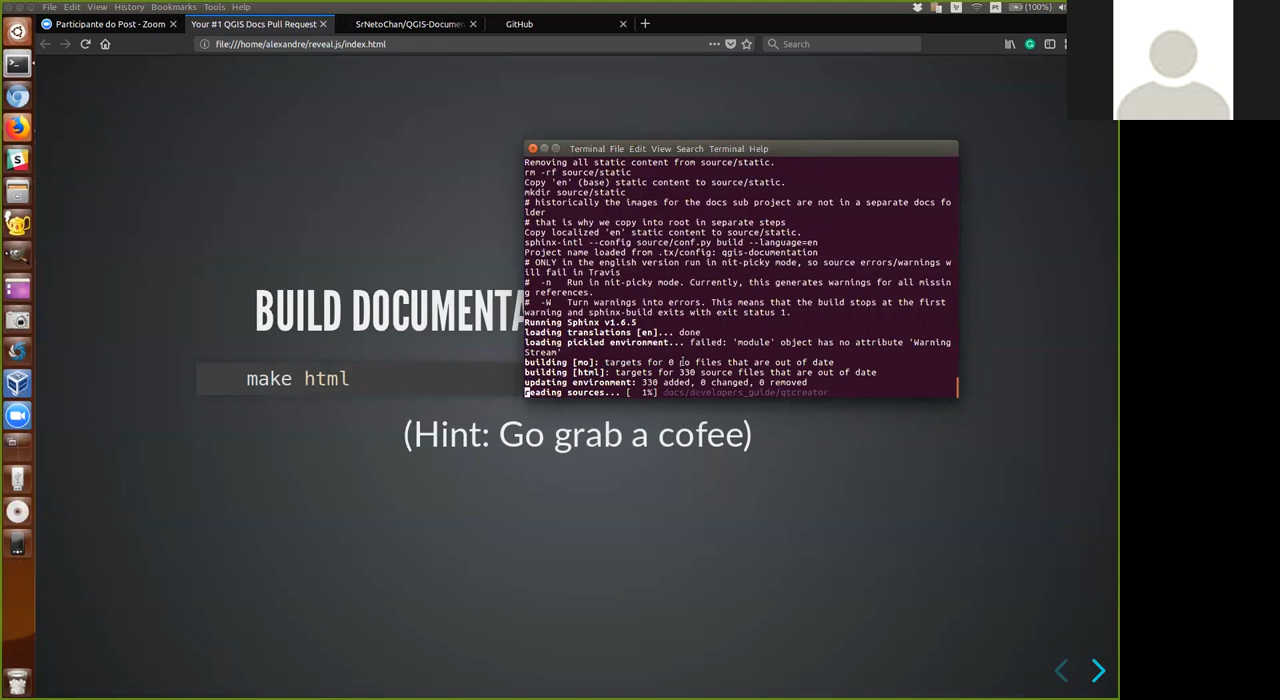 File Edit View History Bookmarks Tools Help
Pt
(100%)
Participante do Post - Zoom
Your #1 QGIS Docs Pull Request
SrNetoChan/QGIS-Documen
GitHub
file:///home/alexandre/reveal.js/index.html
Search
Terminal File Edit View Search Terminal Help
Removing all static content from source/static.
rm -rf source/static
Copy 'en' (base) static content to source/static.
mkdir source/static
# historically the images for the docs sub project are not in a separate docs fo
lder
# that is why we copy into root in separate steps
Copy localized 'en' static content to source/static.
sphinx-intl --config source/conf.py build --language=en
Project name loaded from .tx/config: qgis-documentation
# ONLY in the english version run in nit-picky mode, so source errors/warnings w
ill fail in Travis
#  -n   Run in nit-picky mode. Currently, this generates warnings for all missin
g references.
#  -W   Turn warnings into errors. This means that the build stops at the first
warning and sphinx-build exits with exit status 1.
Running Sphinx v1.6.5
loading translations [en]... done
loading pickled environment... failed: 'module' object has no attribute 'Warning
Stream'
building [mo]: targets for 0 po files that are out of date
building [html]: targets for 330 source files that are out of date
updating environment: 330 added, 0 changed, 0 removed
reading sources... [  1%] docs/developers_guide/qtcreator
BUILD DOCUMENTA
make html
(Hint: Go grab a cofee)